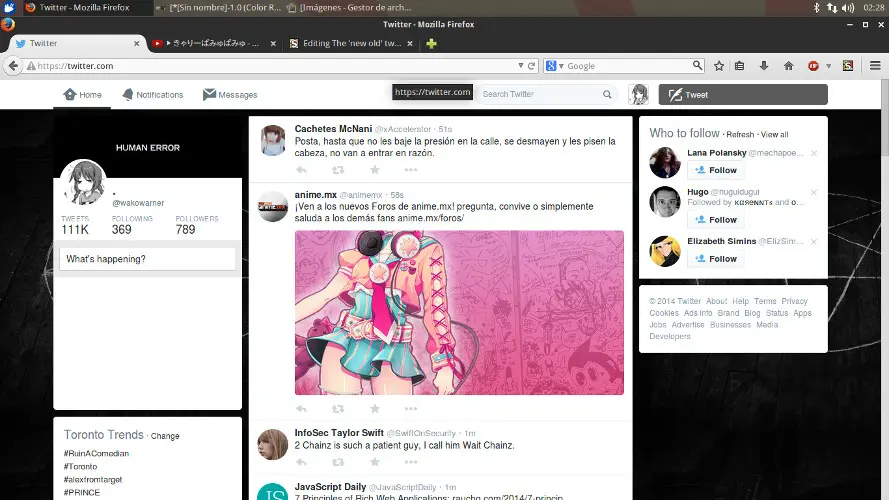 Twitter - Mozilla Firefox
[*[Sin nombre]-1.0 (Color R...
[Imágenes - Gestor de arch...
02:28
Twitter - Mozilla Firefox
Twitter
きゃりーぱみゅぱみゅ - ...
Editing The 'new old' tw...
https://twitter.com
Google
Home
Notifications
Messages
https://twitter.com
Search Twitter
Tweet
HUMAN ERROR
@wakowarner
TWEETS
FOLLOWING
FOLLOWERS
111K
369
789
What's happening?
Toronto Trends · Change
#RuinAComedian
#Toronto
#alexfromtarget
#PRINCE
Cachetes McNani @xAccelerator · 51s
Posta, hasta que no les baje la presión en la calle, se desmayen y les pisen la
cabeza, no van a entrar en razón.
anime.mx @animemx · 58s
¡Ven a los nuevos Foros de anime.mx! pregunta, convive o simplemente
saluda a los demás fans anime.mx/foros/
InfoSec Taylor Swift @SwiftOnSecurity · 1m
2 Chainz is such a patient guy, I call him Wait Chainz.
JavaScript Daily @JavaScriptDaily · 1m
7 Principles of Rich Web Applications: rauchg.com/2014/7-princip...
Who to follow · Refresh · View all
Lana Polansky @mechapoe...
Follow
Hugo @huguidugui
Followed by ᴋαʀᴇɴɴᴛs and o...
Follow
Elizabeth Simins @ElizSim...
Follow
© 2014 Twitter About Help Terms Privacy
Cookies Ads info Brand Blog Status Apps
Jobs Advertise Businesses Media
Developers